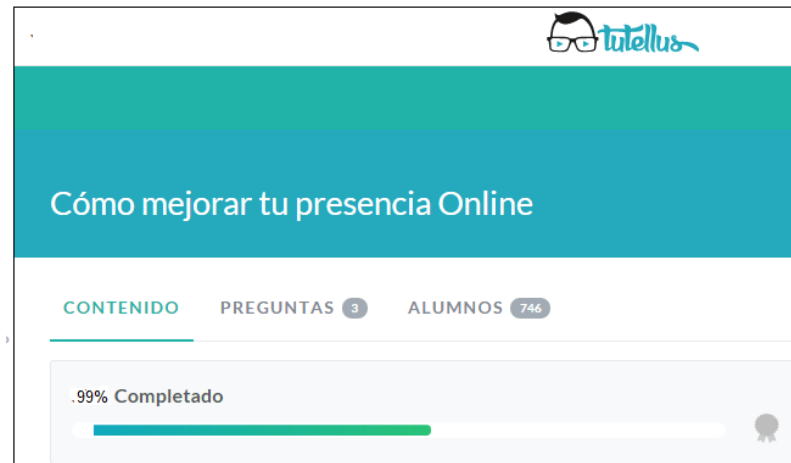 tutellus
Cómo mejorar tu presencia Online
CONTENIDO PREGUNTAS 3 ALUMNOS 746
.99% Completado